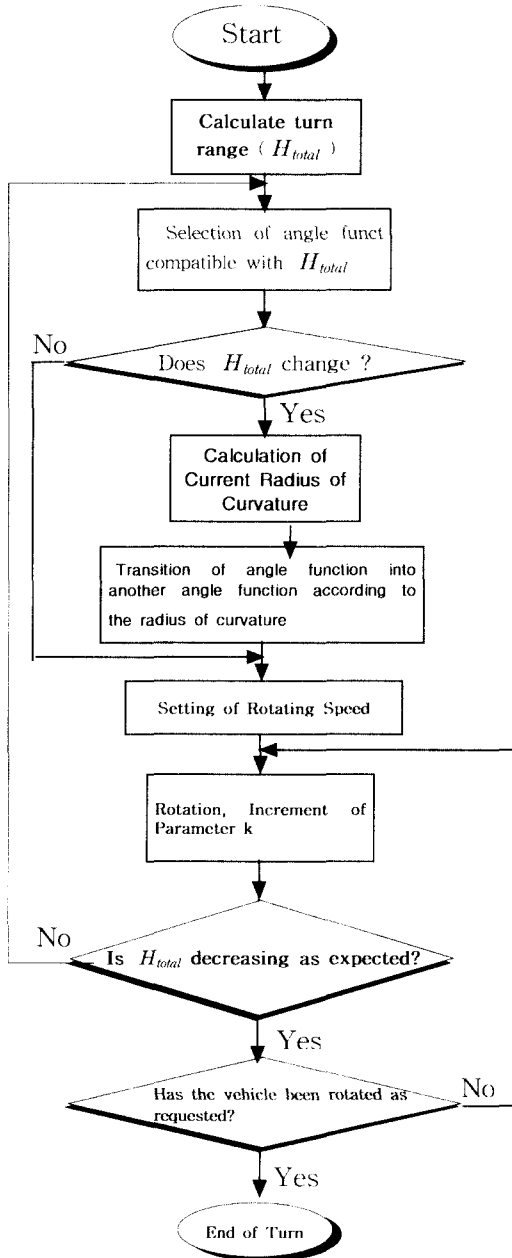 Start
Calculate turn
range ( H_total )
Selection of angle funct
compatible with H_total
No
Does H_total change ?
Yes
Calculation of
Current Radius of
Curvature
Transition of angle function into
another angle function according to
the radius of curvature
Setting of Rotating Speed
Rotation, Increment of
Parameter k
No
Is H_total decreasing as expected?
Yes
Has the vehicle been rotated as
requested?
No
Yes
End of Turn